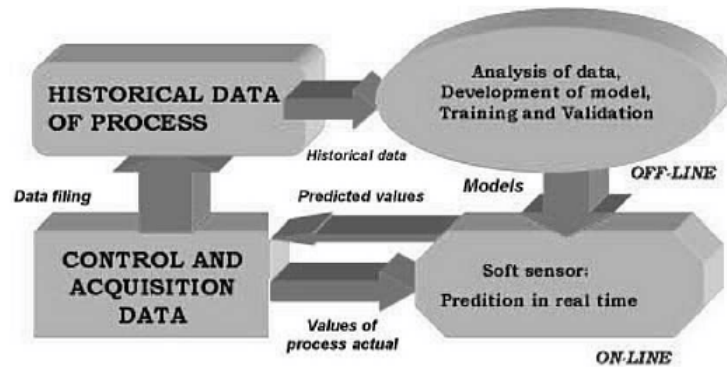 HISTORICAL DATA
OF PROCESS
Analysis of data,
Development of model,
Training and Validation
Historical data
OFF-LINE
Data filing
Predicted values
Models
CONTROL AND
ACQUISITION
DATA
Soft sensor:
Predition in real time
Values of
process actual
ON-LINE